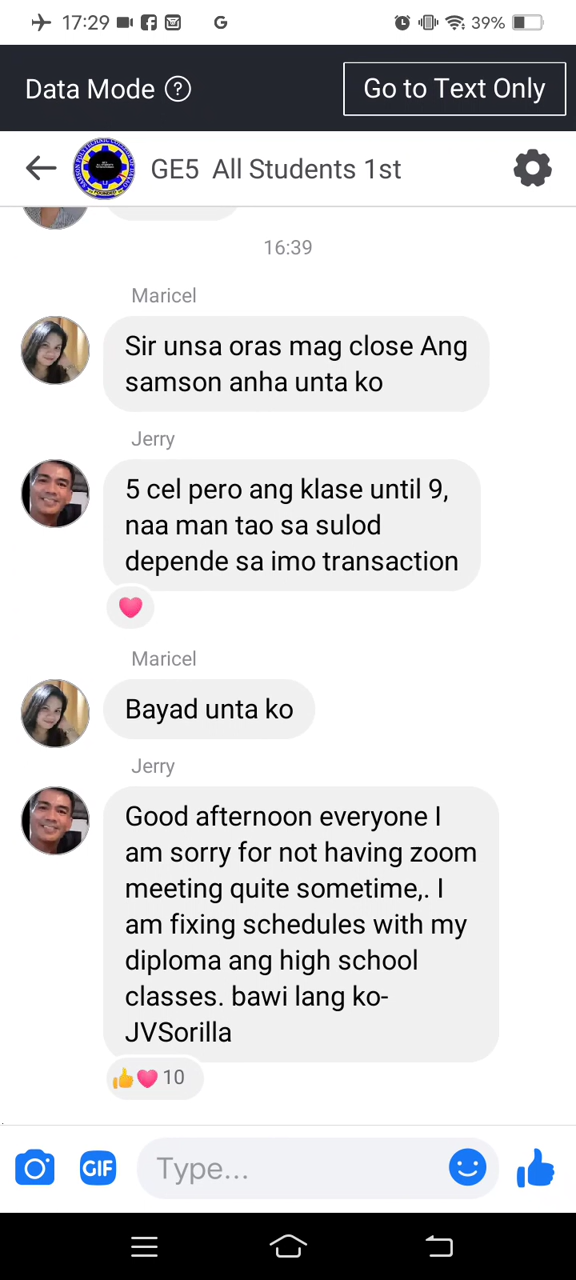 17:29
G
39%
Data Mode ?
Go to Text Only
GE5 All Students 1st
16:39
Maricel
Sir unsa oras mag close Ang
samson anha unta ko
Jerry
5 cel pero ang klase until 9,
naa man tao sa sulod
depende sa imo transaction
Maricel
Bayad unta ko
Jerry
Good afternoon everyone I
am sorry for not having zoom
meeting quite sometime,. I
am fixing schedules with my
diploma ang high school
classes. bawi lang ko-
JVSorilla
10
GIF
Type...